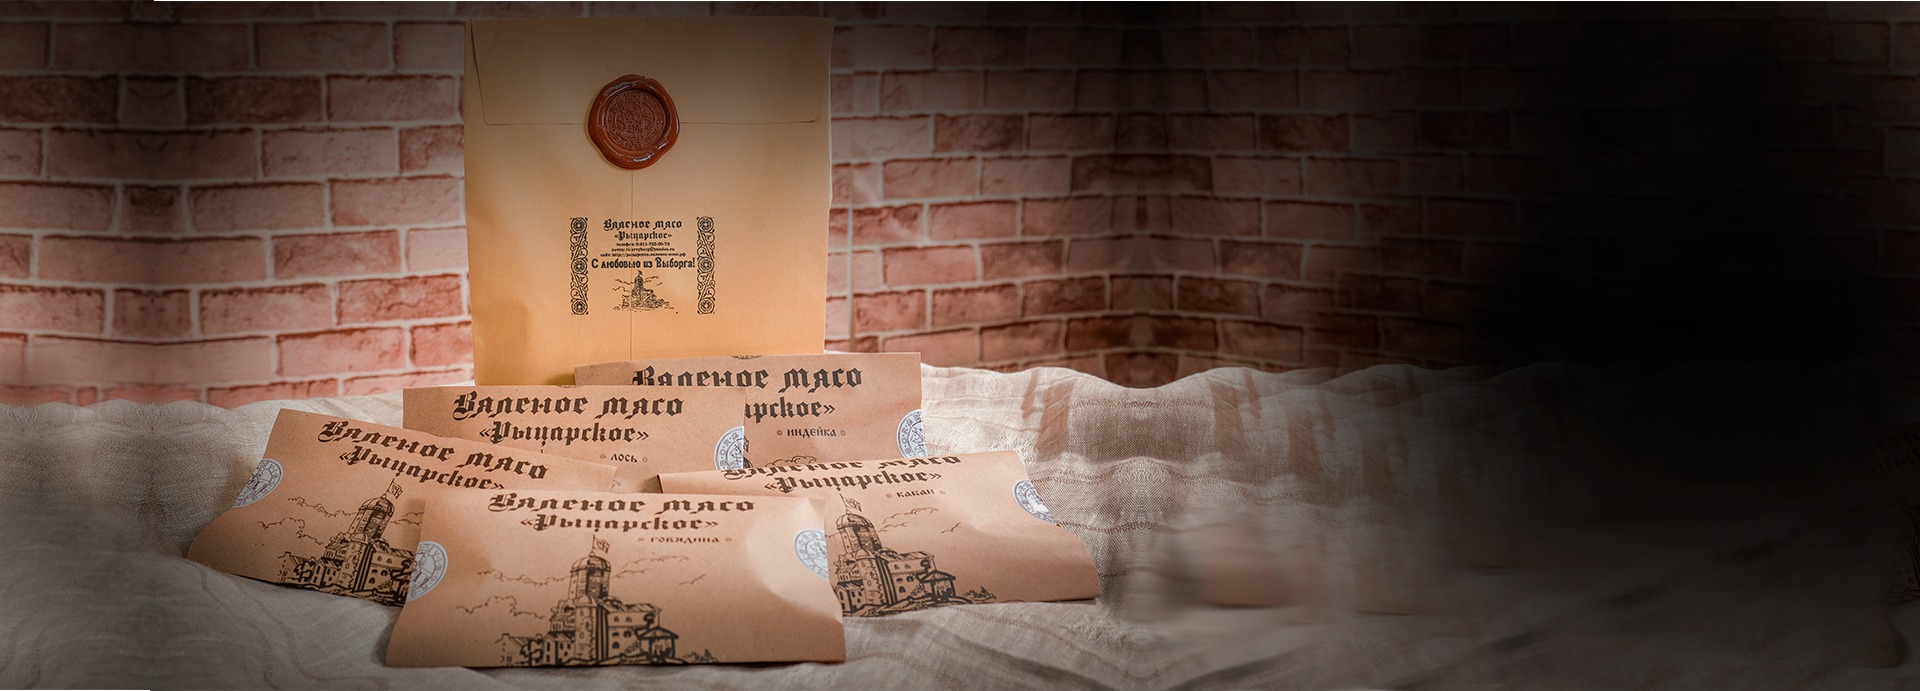 Вяленое мясо
«Рыцарское»
С любовью из Выборга!
Вяленое мясо
индейка
Вяленое мясо
«Рыцарское»
лось
Вяленое мясо
«Рыцарское»
Вяленое мясо
«Рыцарское»
кабан
Вяленое мясо
«Рыцарское»
говядина